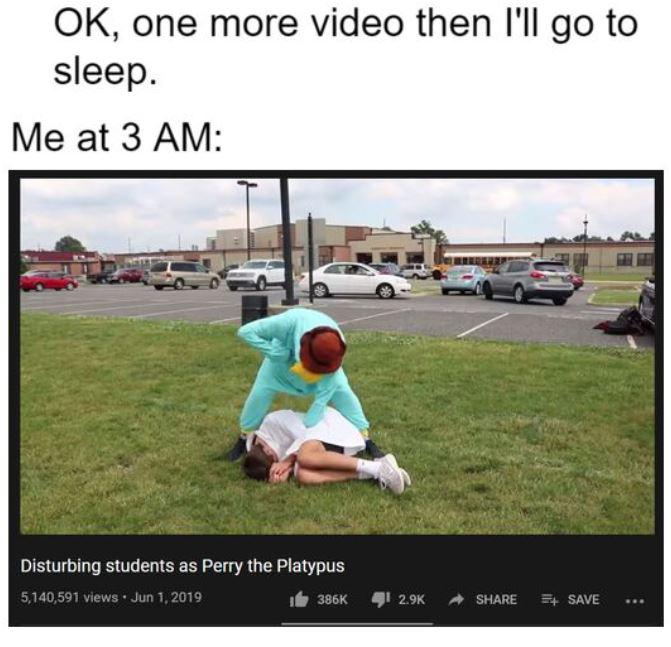 OK, one more video then I'll go to
sleep.
Me at 3 AM:
Disturbing students as Perry the Platypus
5,140,591 views • Jun 1, 2019
386K
2.9K
SHARE
SAVE